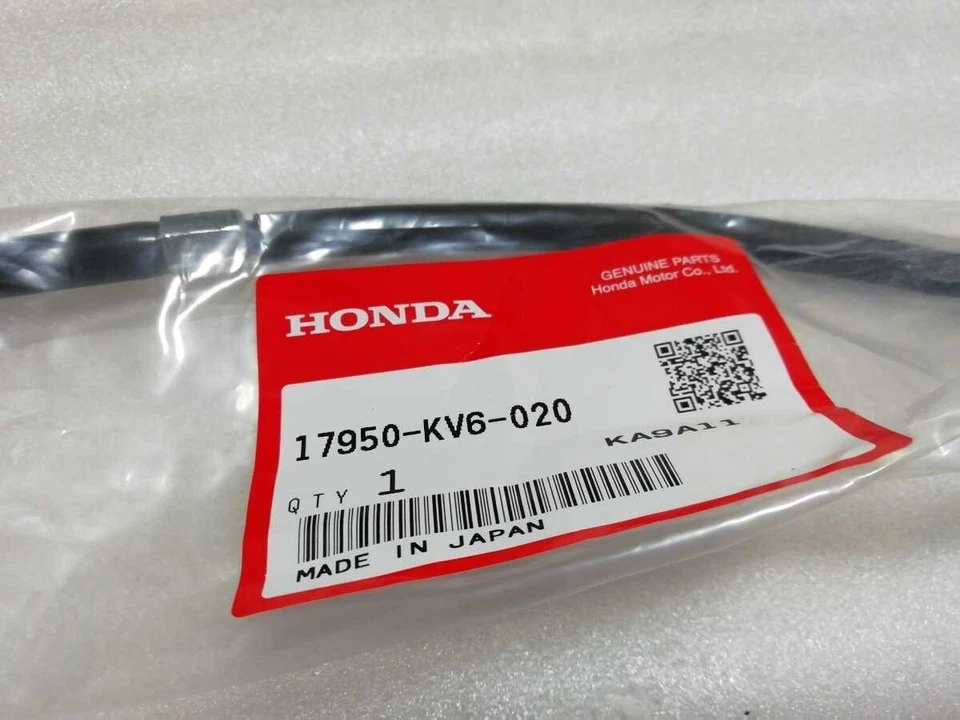 HONDA
GENUINE PARTS
Honda Motor Co., Ltd.
17950-KV6-020
KA9A11
QTY 1
MADE IN JAPAN